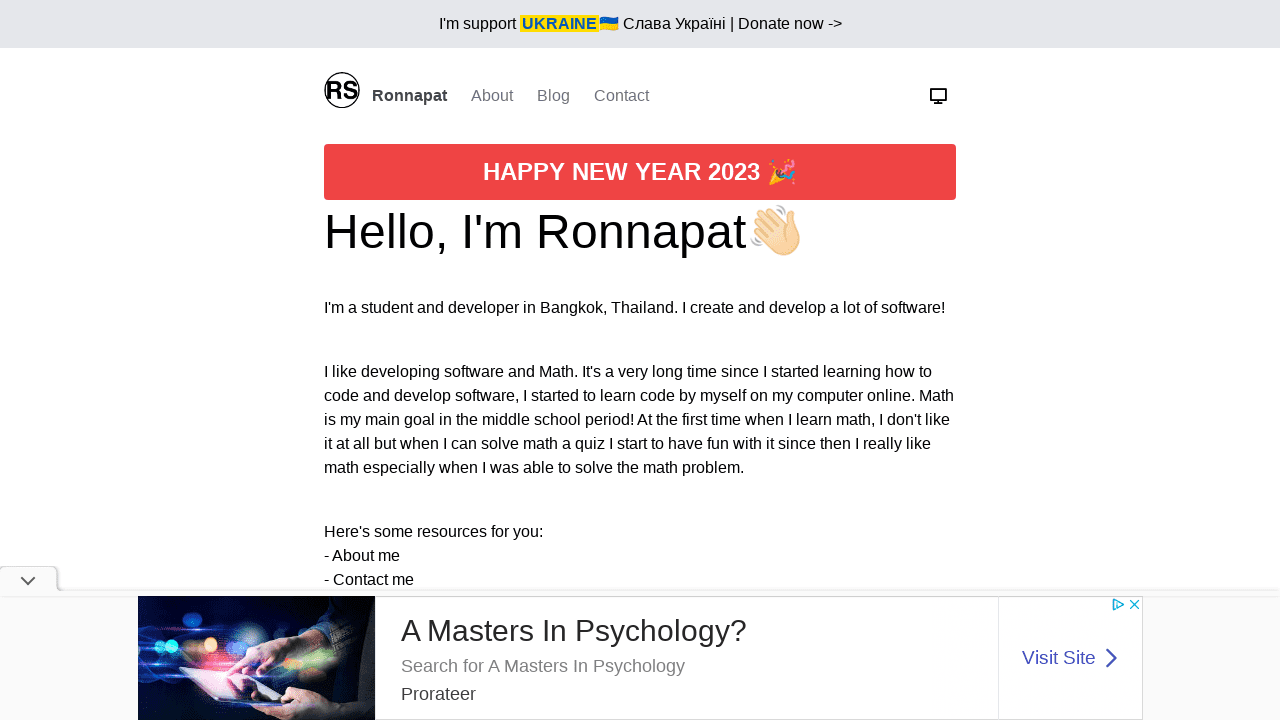 I'm support UKRAINE🇺🇦 Слава Україні | Donate now ->
RS Ronnapat About Blog Contact
HAPPY NEW YEAR 2023 🎉
Hello, I'm Ronnapat👋🏻
I'm a student and developer in Bangkok, Thailand. I create and develop a lot of software!
I like developing software and Math. It's a very long time since I started learning how to
code and develop software, I started to learn code by myself on my computer online. Math
is my main goal in the middle school period! At the first time when I learn math, I don't like
it at all but when I can solve math a quiz I start to have fun with it since then I really like
math especially when I was able to solve the math problem.
Here's some resources for you:
- About me
- Contact me
A Masters In Psychology?
Search for A Masters In Psychology
Prorateer
Visit Site